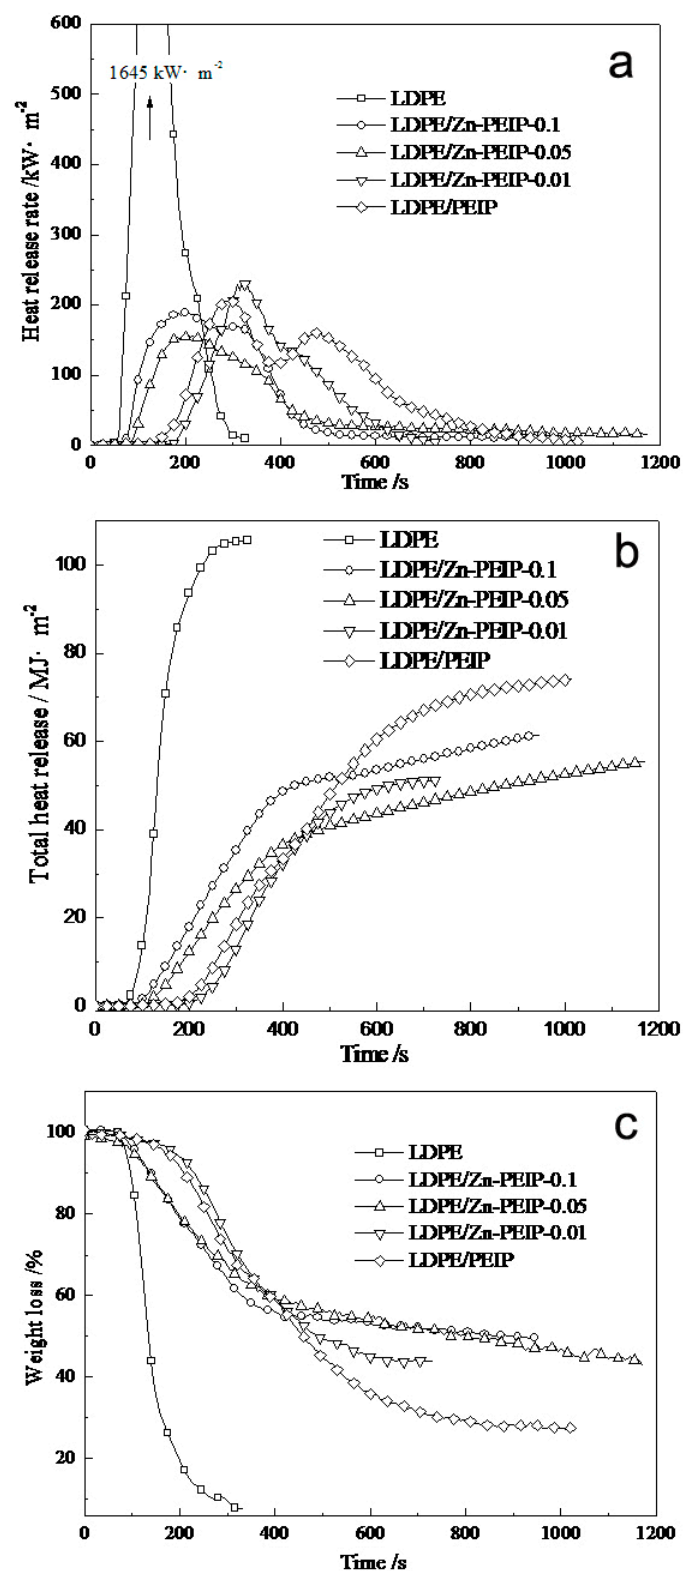 600
1645 kW· m⁻²
a
LDPE
500
LDPE/Zn-PEIP-0.1
LDPE/Zn-PEIP-0.05
400
LDPE/Zn-PEIP-0.01
LDPE/PEIP
300
200
100
0
Heat release rate /kW· m⁻²
0 200 400 600 800 1000 1200
Time /s
b
LDPE
100
LDPE/Zn-PEIP-0.1
LDPE/Zn-PEIP-0.05
LDPE/Zn-PEIP-0.01
80
LDPE/PEIP
60
40
20
0
Total heat release / MJ· m⁻²
0 200 400 600 800 1000 1200
Time /s
c
100
LDPE
LDPE/Zn-PEIP-0.1
LDPE/Zn-PEIP-0.05
80
LDPE/Zn-PEIP-0.01
LDPE/PEIP
60
40
20
Weight loss /%
0 200 400 600 800 1000 1200
Time /s